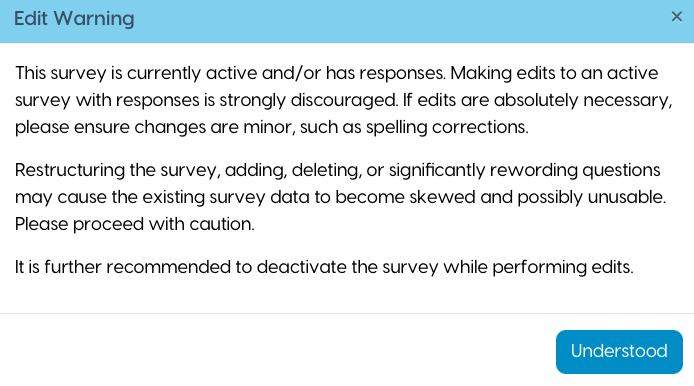 Edit Warning ×
This survey is currently active and/or has responses. Making edits to an active
survey with responses is strongly discouraged. If edits are absolutely necessary,
please ensure changes are minor, such as spelling corrections.
Restructuring the survey, adding, deleting, or significantly rewording questions
may cause the existing survey data to become skewed and possibly unusable.
Please proceed with caution.
It is further recommended to deactivate the survey while performing edits.
Understood